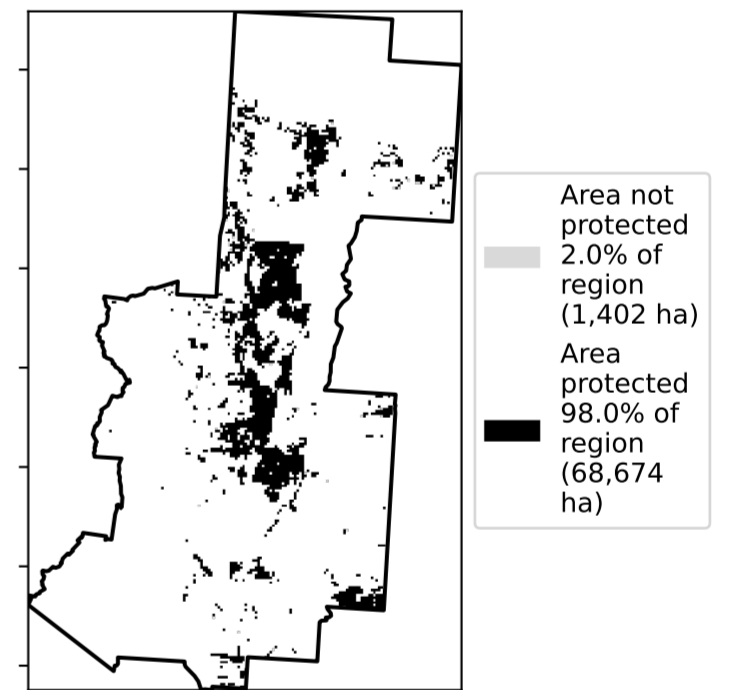 Area not
protected
2.0% of
region
(1,402 ha)
Area
protected
98.0% of
region
(68,674
ha)